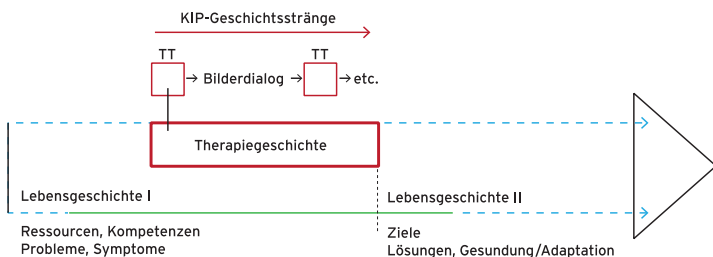 KIP-Geschichtsstränge
TT
TT
Bilderdialog
etc.
Therapiegeschichte
Lebensgeschichte I
Lebensgeschichte II
Ressourcen, Kompetenzen
Probleme, Symptome
Ziele
Lösungen, Gesundung/Adaptation